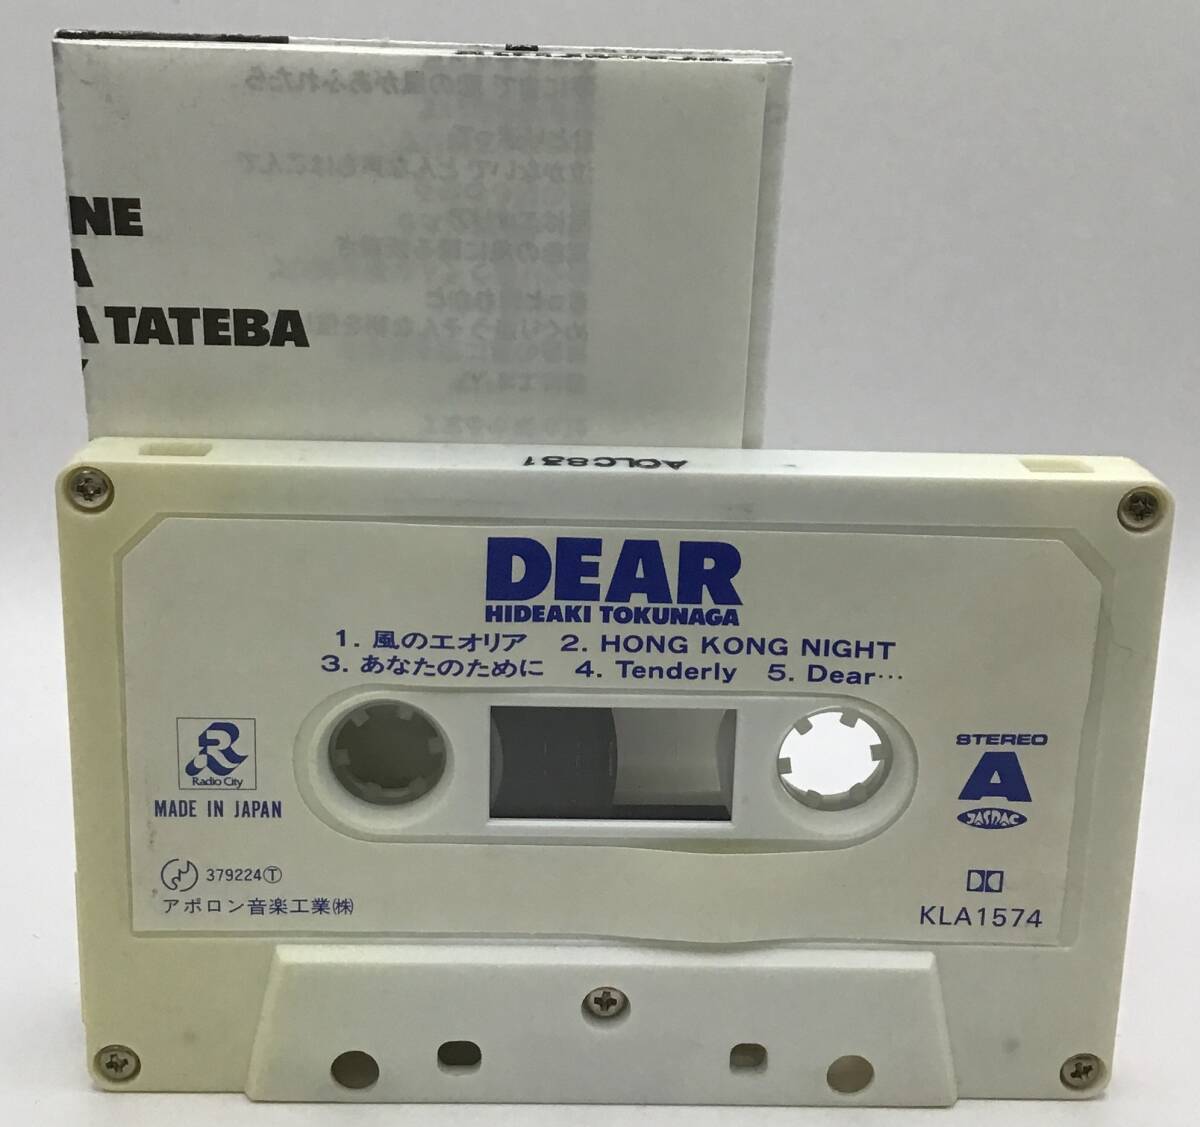 NE
A
A TATEBA
AOLC831
DEAR
HIDEAKI TOKUNAGA
1. 風のエオリア 2. HONG KONG NIGHT
3. あなたのために 4. Tenderly 5. Dear…
R
Radio City
MADE IN JAPAN
STEREO
A
JASRAC
379224Ⓣ
アポロン音楽工業㈱
KLA1574